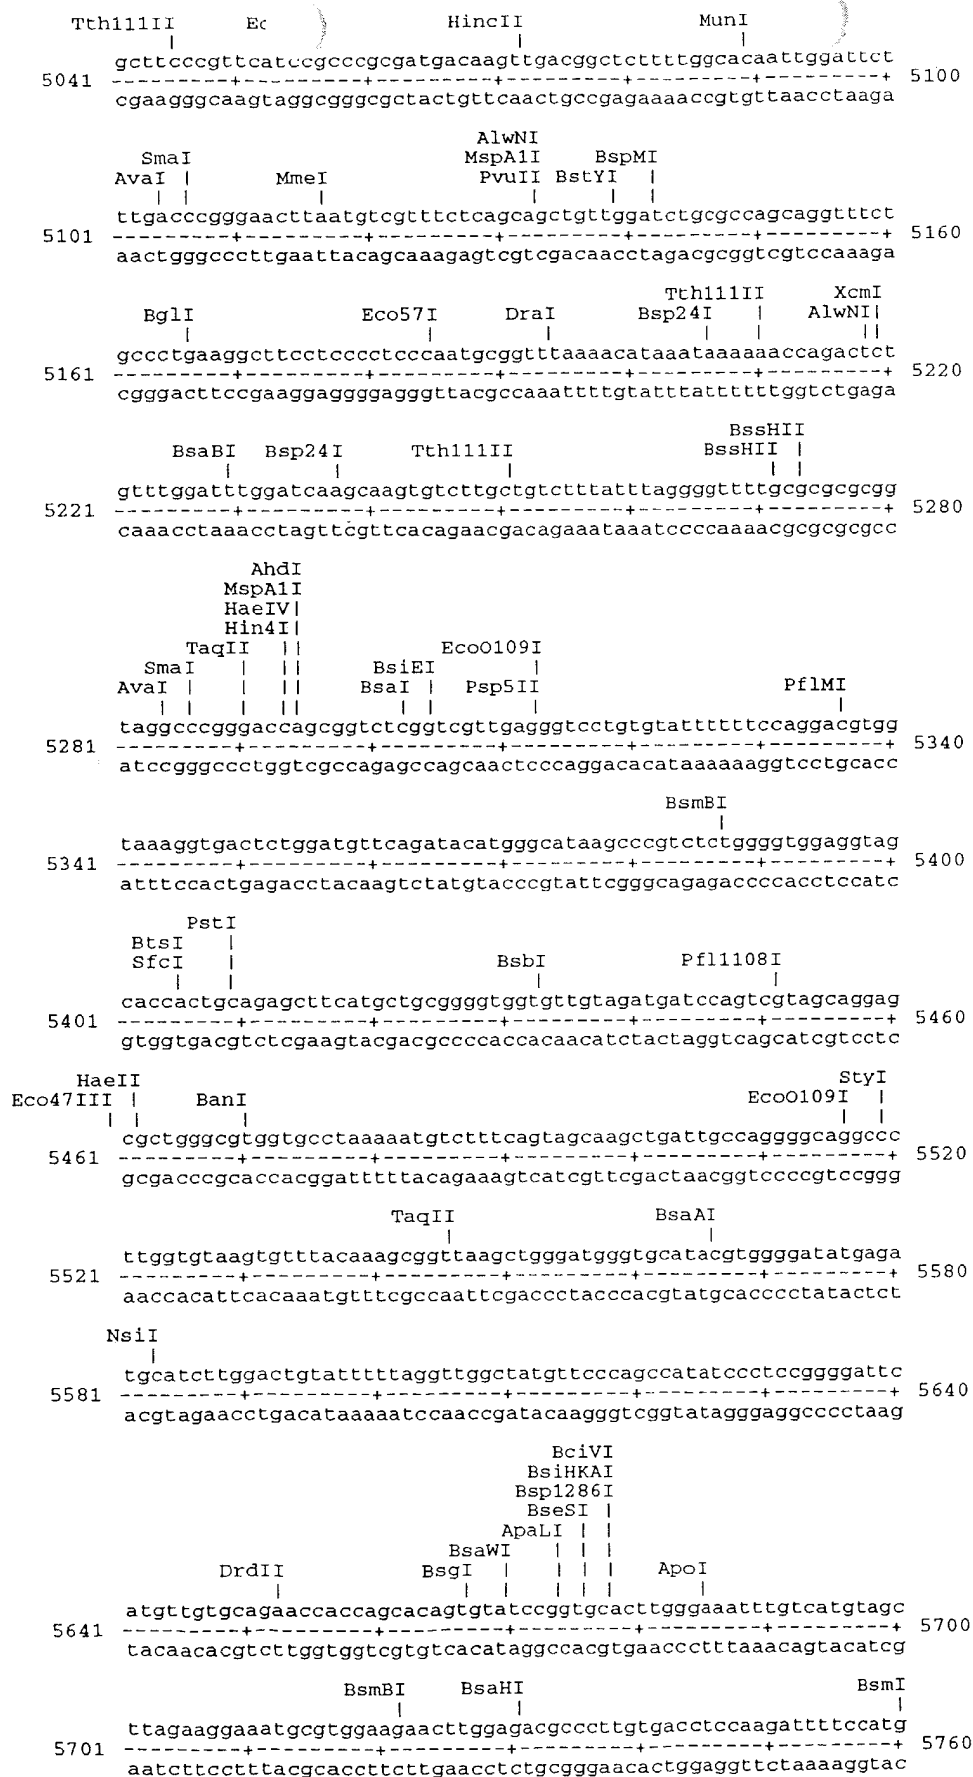 Tth111II Ec HincII MunI
gcttcccgttcatccgcccgcgatgacaagttgacggctcttttggcacaattggattct
5041 ---------+---------+---------+---------+---------+---------+ 5100
cgaagggcaagtaggcgggcgctactgttcaactgccgagaaaaccgtgttaacctaaga
AlwNI
SmaI MspA1I BspMI
AvaI MmeI PvuII BstYI
ttgacccgggaacttaatgtcgtttctcagcagctgttggatctgcgccagcaggtttct
5101 ---------+---------+---------+---------+---------+---------+ 5160
aactgggcccttgaattacagcaaagagtcgtcgacaacctagacgcggtcgtccaaaga
Tth111II XcmI
BglI Eco57I DraI Bsp24I AlwNI
gccctgaaggcttcctcccctcccaatgcggtttaaaacataaataaaaaaccagactct
5161 ---------+---------+---------+---------+---------+---------+ 5220
cgggacttccgaaggaggggagggttacgccaaattttgtatttattttttggtctgaga
BssHII
BsaBI Bsp24I Tth111II BssHII
gtttggatttggatcaagcaagtgtcttgctgtctttatttaggggttttgcgcgcgcgg
5221 ---------+---------+---------+---------+---------+---------+ 5280
caaacctaaacctagttcgttcacagaacgacagaaataaatccccaaaacgcgcgcgcc
AhdI
MspA1I
HaeIV
Hin4I
TaqII EcoO109I
SmaI BsiEI
AvaI BsaI Psp5II PflMI
taggcccgggaccagcggtctcggtcgttgagggtcctgtgtattttttccaggacgtgg
5281 ---------+---------+---------+---------+---------+---------+ 5340
atccgggccctggtcgccagagccagcaactcccaggacacataaaaaaggtcctgcacc
BsmBI
taaaggtgactctggatgttcagatacatgggcataagcccgtctctggggtggaggtag
5341 ---------+---------+---------+---------+---------+---------+ 5400
atttccactgagacctacaagtctatgtacccgtattcgggcagagaccccacctccatc
PstI
BtsI
SfcI BsbI Pfl1108I
caccactgcagagcttcatgctgcggggtggtgttgtagatgatccagtcgtagcaggag
5401 ---------+---------+---------+---------+---------+---------+ 5460
gtggtgacgtctcgaagtacgacgccccaccacaacatctactaggtcagcatcgtcctc
HaeII StyI
Eco47III BanI EcoO109I
cgctgggcgtggtgcctaaaaatgtctttcagtagcaagctgattgccaggggcaggccc
5461 ---------+---------+---------+---------+---------+---------+ 5520
gcgacccgcaccacggatttttacagaaagtcatcgttcgactaacggtccccgtccggg
TaqII BsaAI
ttggtgtaagtgtttacaaagcggttaagctgggatgggtgcatacgtggggatatgaga
5521 ---------+---------+---------+---------+---------+---------+ 5580
aaccacattcacaaatgtttcgccaattcgaccctacccacgtatgcacccctatactct
NsiI
tgcatcttggactgtatttttaggttggctatgttcccagccatatccctccggggattc
5581 ---------+---------+---------+---------+---------+---------+ 5640
acgtagaacctgacataaaaatccaaccgatacaagggtcggtatagggaggcccctaag
BciVI
BsiHKAI
Bsp1286I
BseSI
ApaLI
BsaWI
DrdII BsgI ApoI
atgttgtgcagaaccaccagcacagtgtatccggtgcacttgggaaatttgtcatgtagc
5641 ---------+---------+---------+---------+---------+---------+ 5700
tacaacacgtcttggtggtcgtgtcacataggccacgtgaaccctttaaacagtacatcg
BsmBI BsaHI BsmI
ttagaaggaaatgcgtggaagaacttggagacgcccttgtgacctccaagattttccatg
5701 ---------+---------+---------+---------+---------+---------+ 5760
aatcttcctttacgcaccttcttgaacctctgcgggaacactggaggttctaaaaggtac